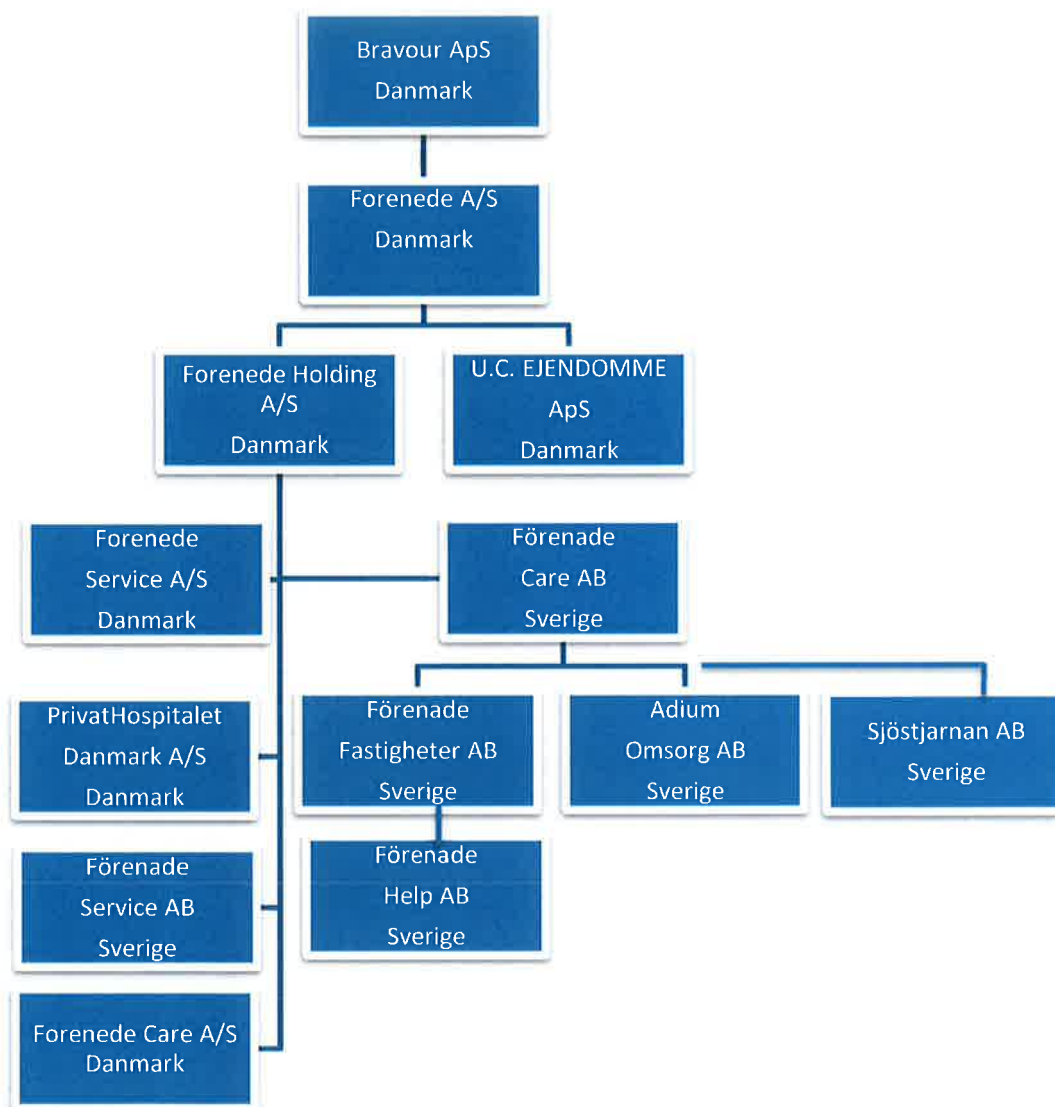 Bravour ApS
Danmark
Forenede A/S
Danmark
Forenede Holding
A/S
Danmark
U.C. EJENDOMME
ApS
Danmark
Forenede
Service A/S
Danmark
Förenade
Care AB
Sverige
PrivatHospitalet
Danmark A/S
Danmark
Förenade
Fastigheter AB
Sverige
Adium
Omsorg AB
Sverige
Sjöstjarnan AB
Sverige
Förenade
Service AB
Sverige
Förenade
Help AB
Sverige
Forenede Care A/S
Danmark